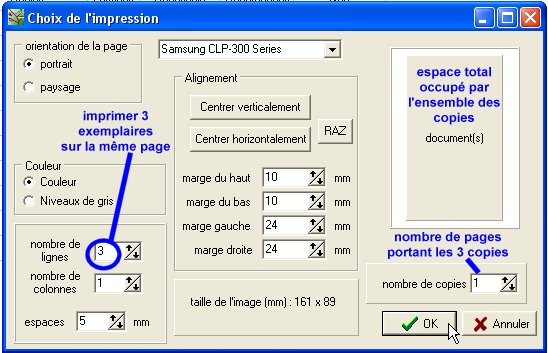 Choix de l'impression
orientation de la page
portrait
paysage
Samsung CLP-300 Series
imprimer 3
exemplaires
sur la même page
Alignement
Centrer verticalement
Centrer horizontalement
RAZ
marge du haut 10 mm
marge du bas 10 mm
marge gauche 24 mm
marge droite 24 mm
espace total
occupé par
l'ensemble des
copies
document(s)
Couleur
Couleur
Niveaux de gris
nombre de
lignes
3
nombre de
colonnes
1
espaces 5 mm
taille de l'image (mm) : 161 x 89
nombre de pages
portant les 3 copies
nombre de copies 1
OK
Annuler